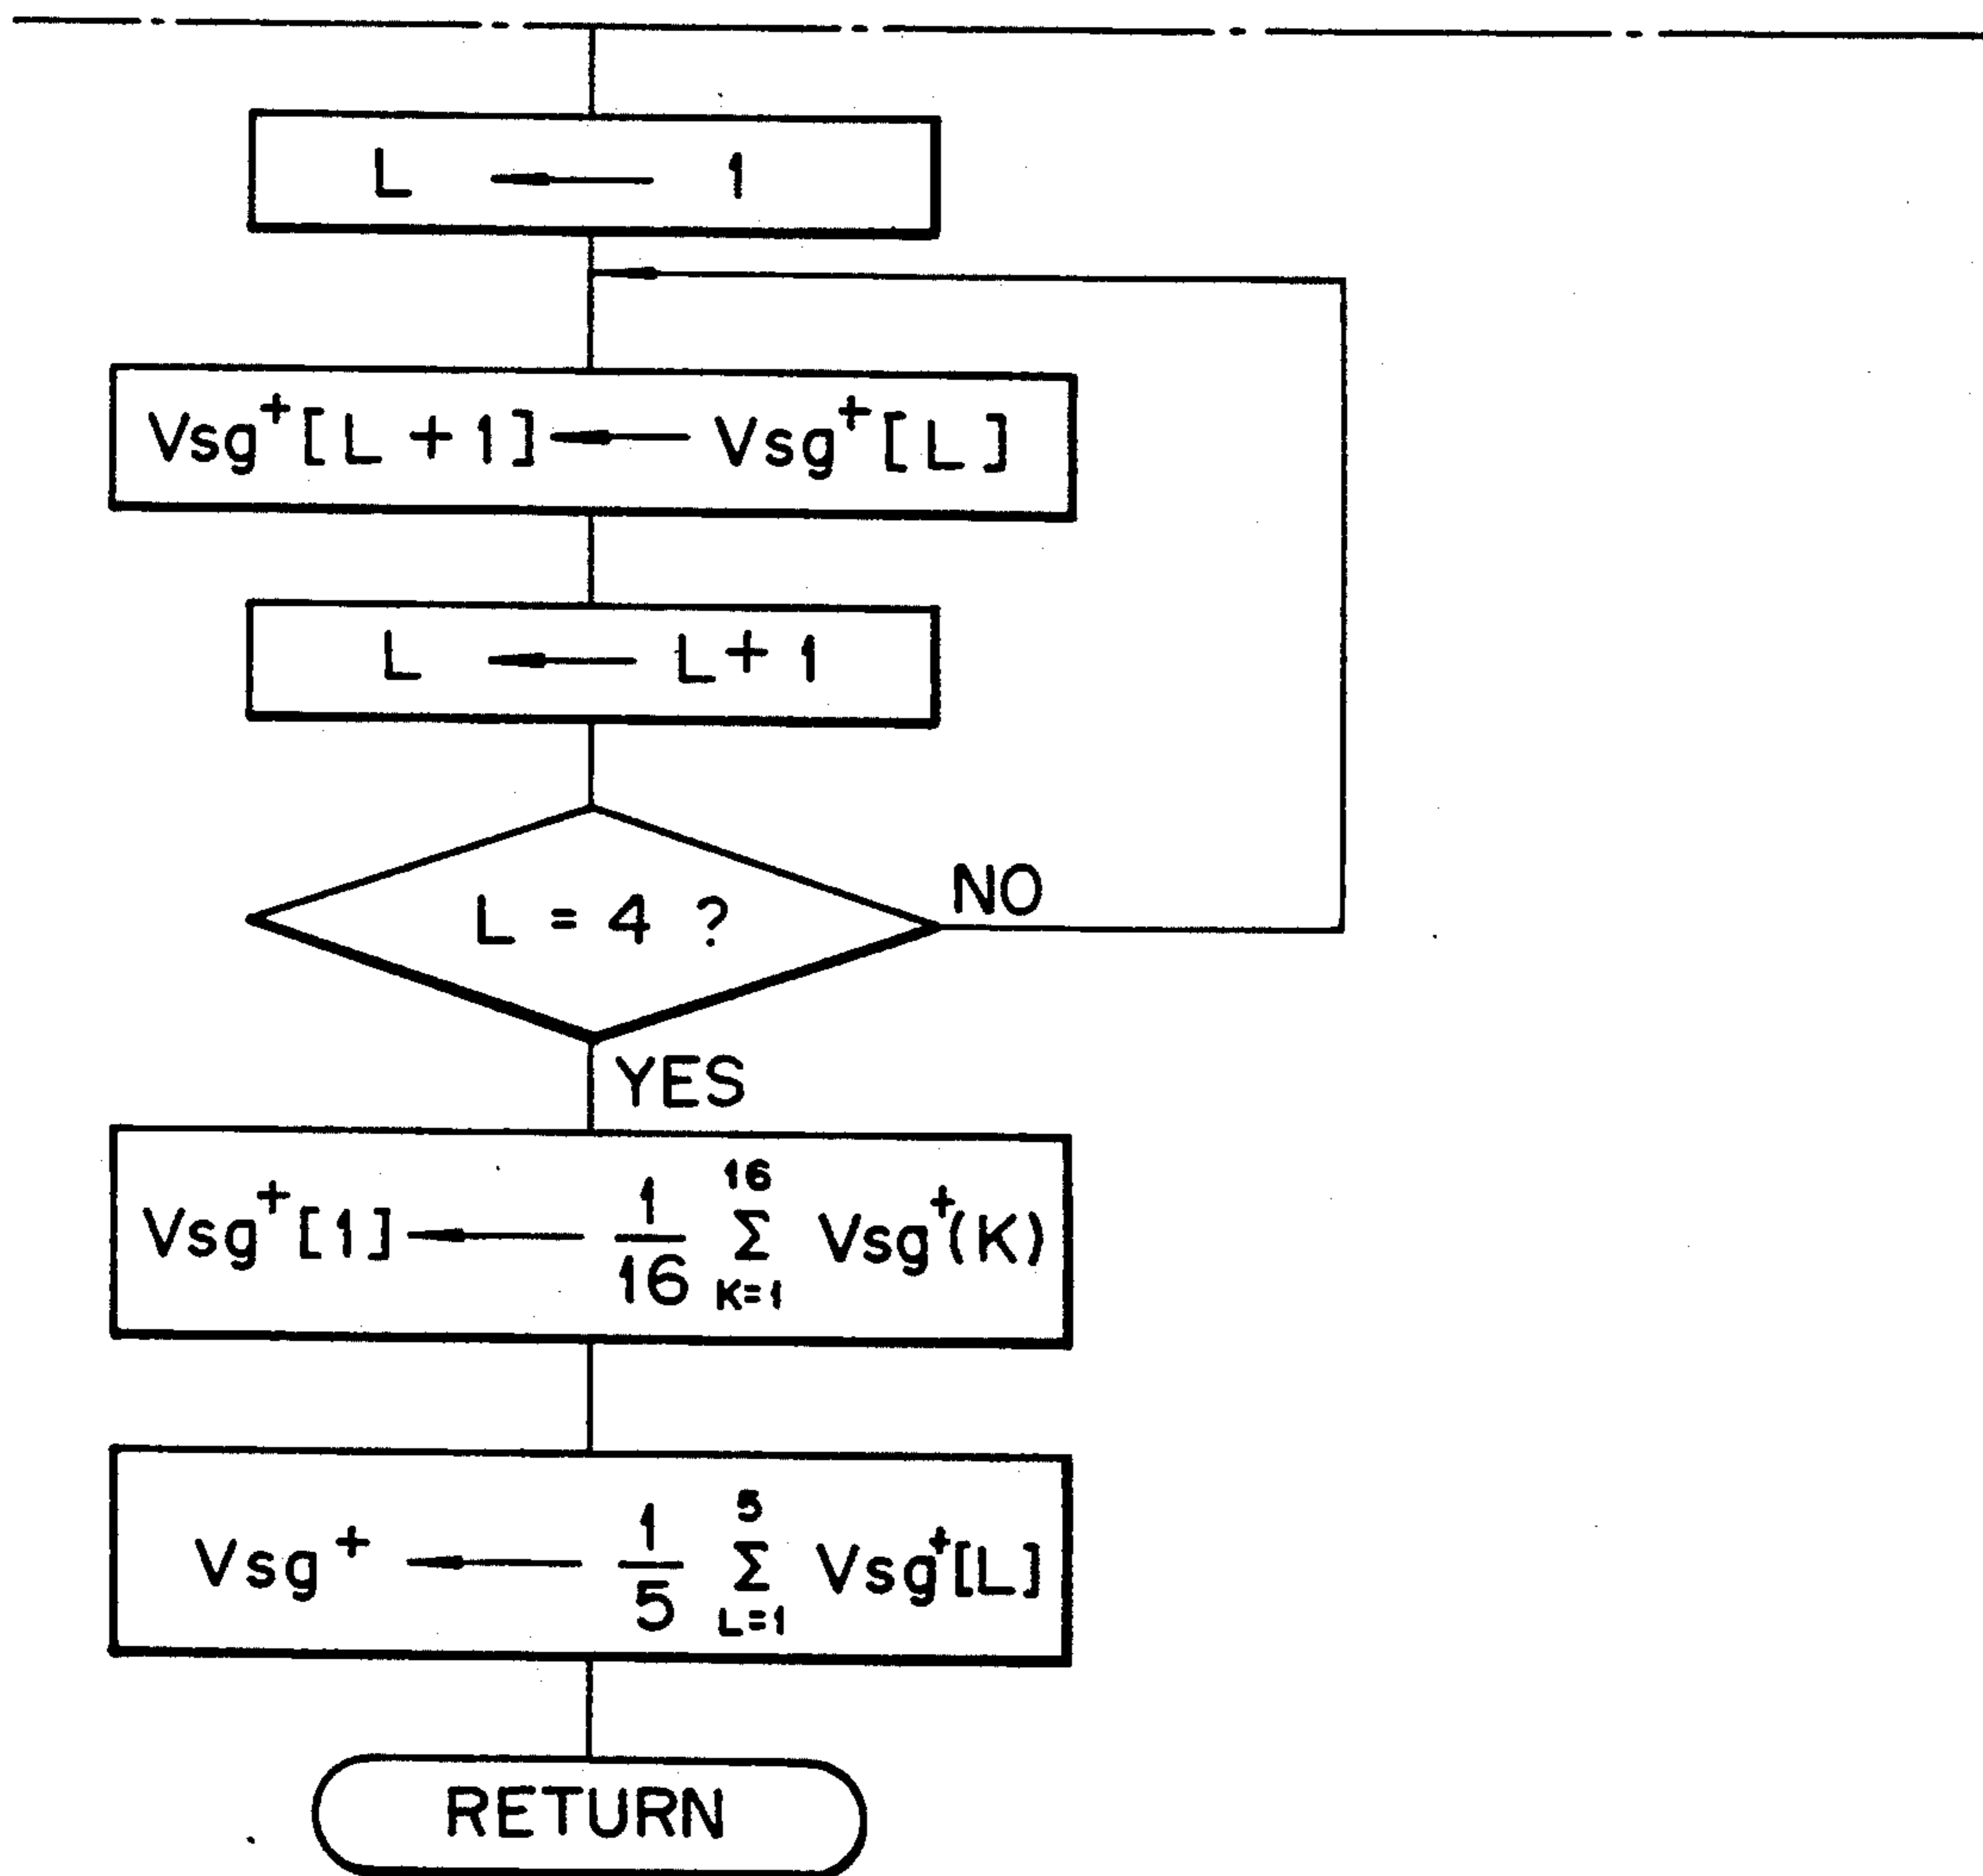 L ← 1
Vsg⁺[L + 1] ← Vsg⁺[L]
L ← L + 1
L = 4 ?
NO
YES
Vsg⁺[1] ← 1/16 16 Σ K=1 Vsg⁺(K)
Vsg⁺ ← 1/5 5 Σ L=1 Vsg⁺[L]
RETURN